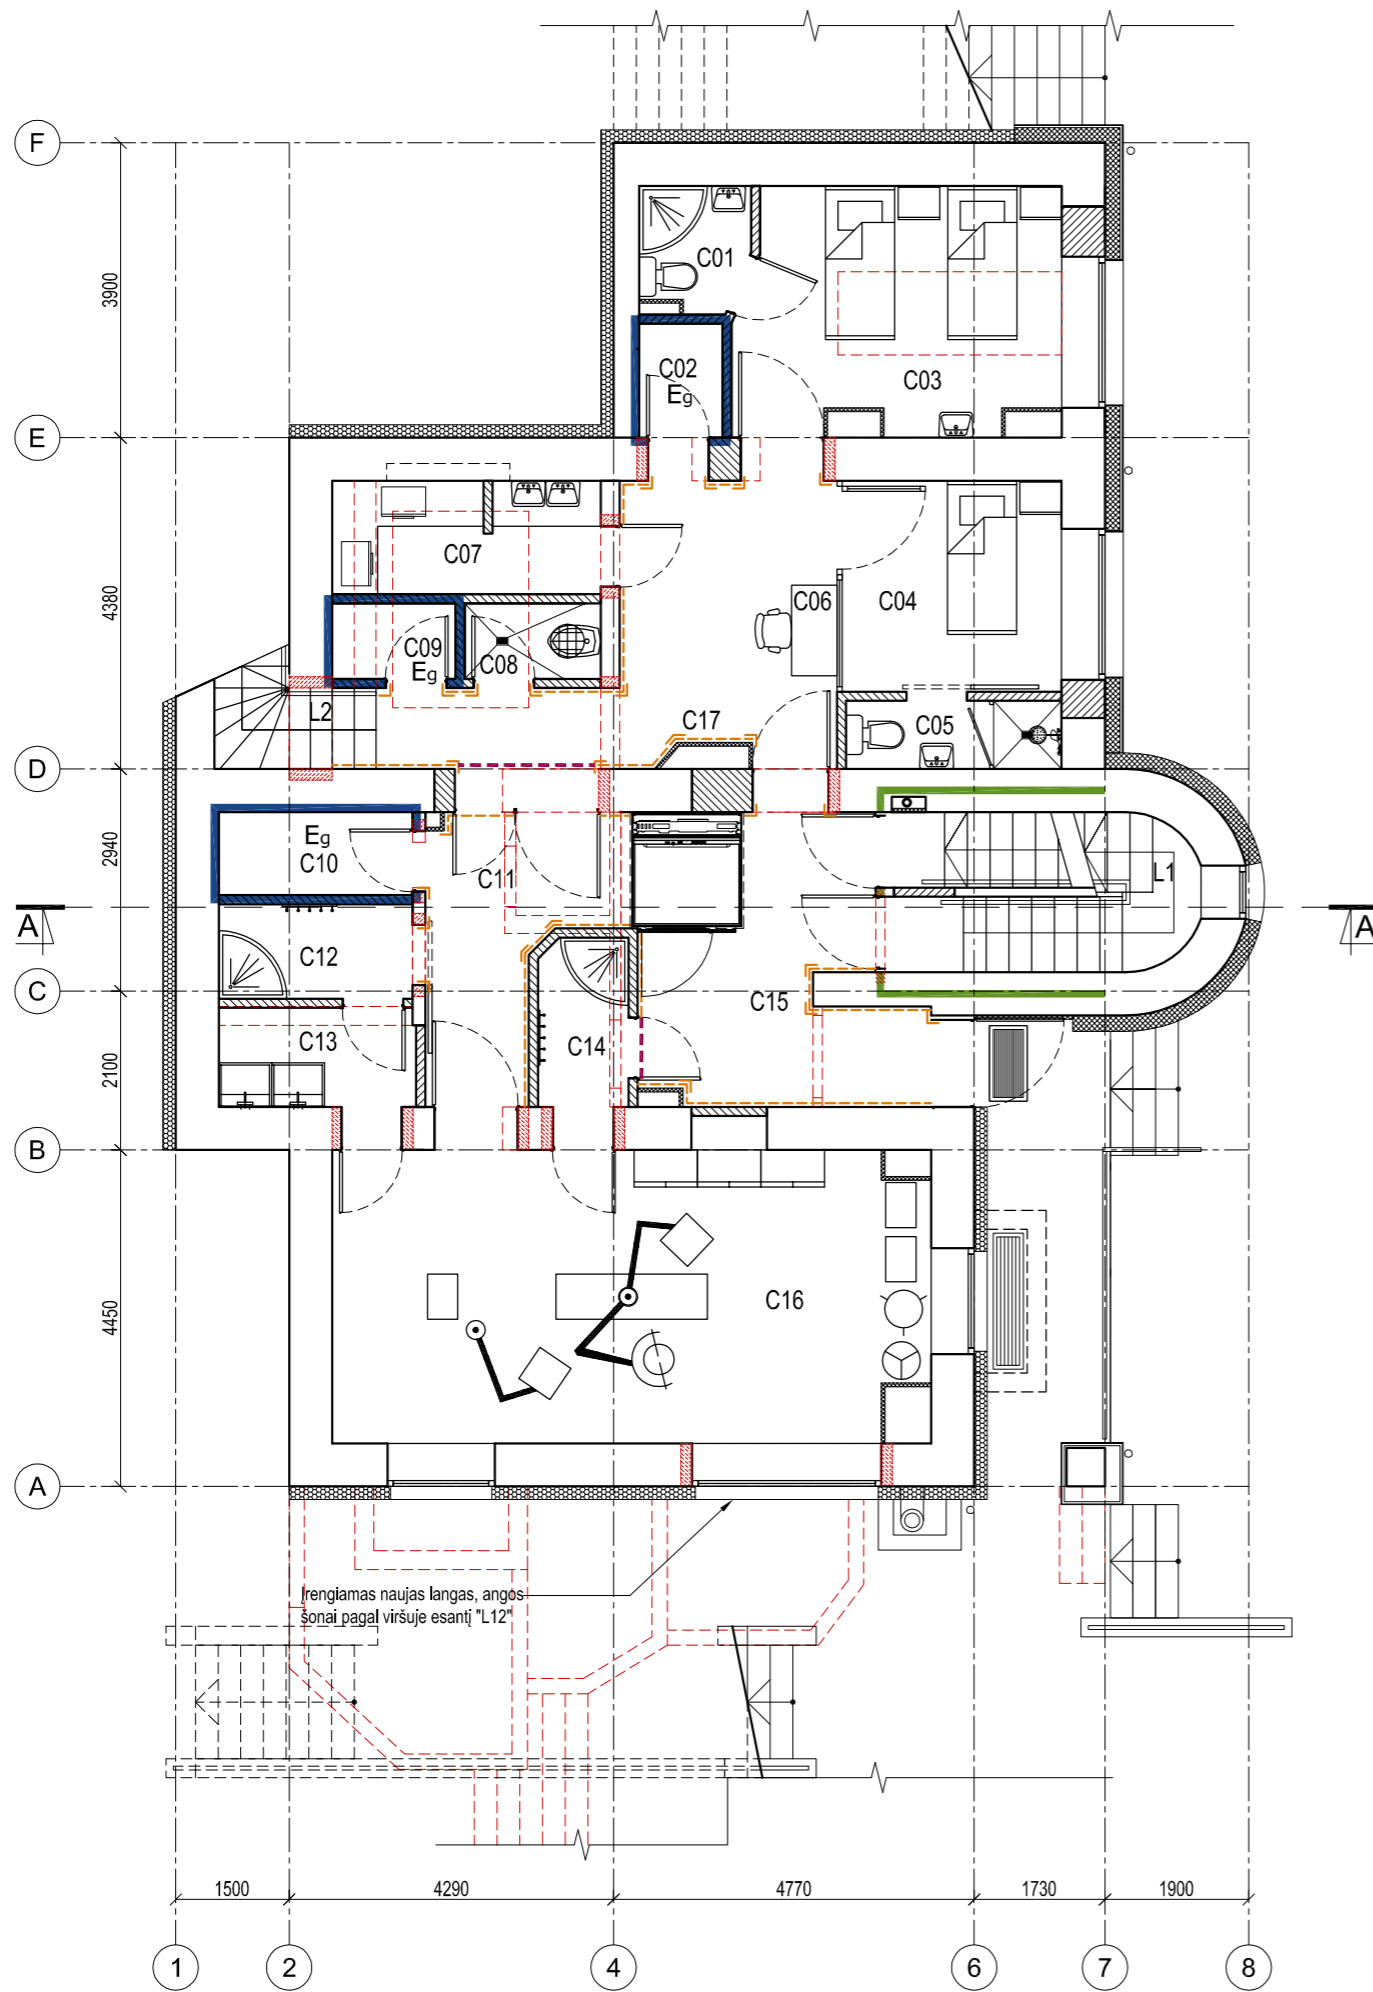 F
C01
3900
C02
Eg
C03
E
C07
4380
C06
C04
C09
Eg
C08
L2
C17
C05
D
Eg
C10
2940
C11
L1
A
A
C12
C
C15
C13
C14
2100
B
C16
4450
A
Įrengiamas naujas langas, angos
šonai pagal viršuje esantį "L12"
1500
4290
4770
1730
1900
1
2
4
6
7
8